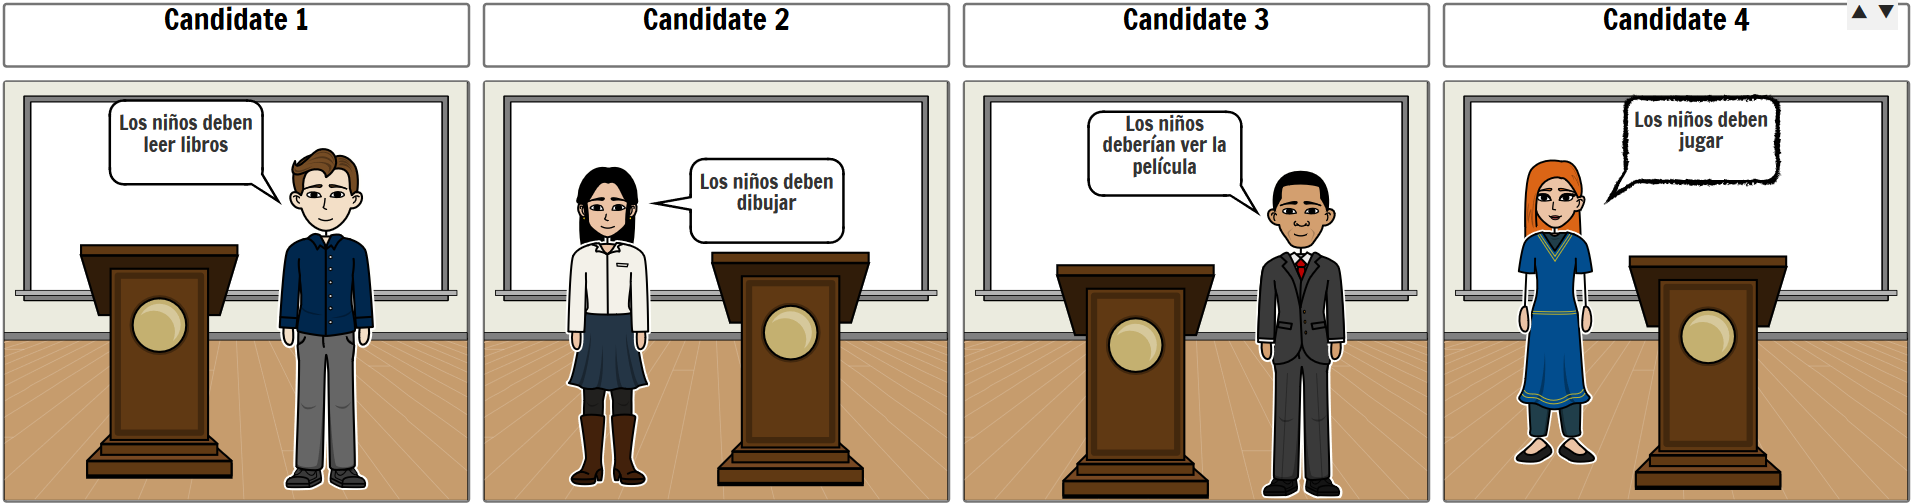 Candidate 1
Candidate 2
Candidate 3
Candidate 4
Los niños deben
leer libros
Los niños deben
dibujar
Los niños
deberían ver la
película
Los niños deben
jugar